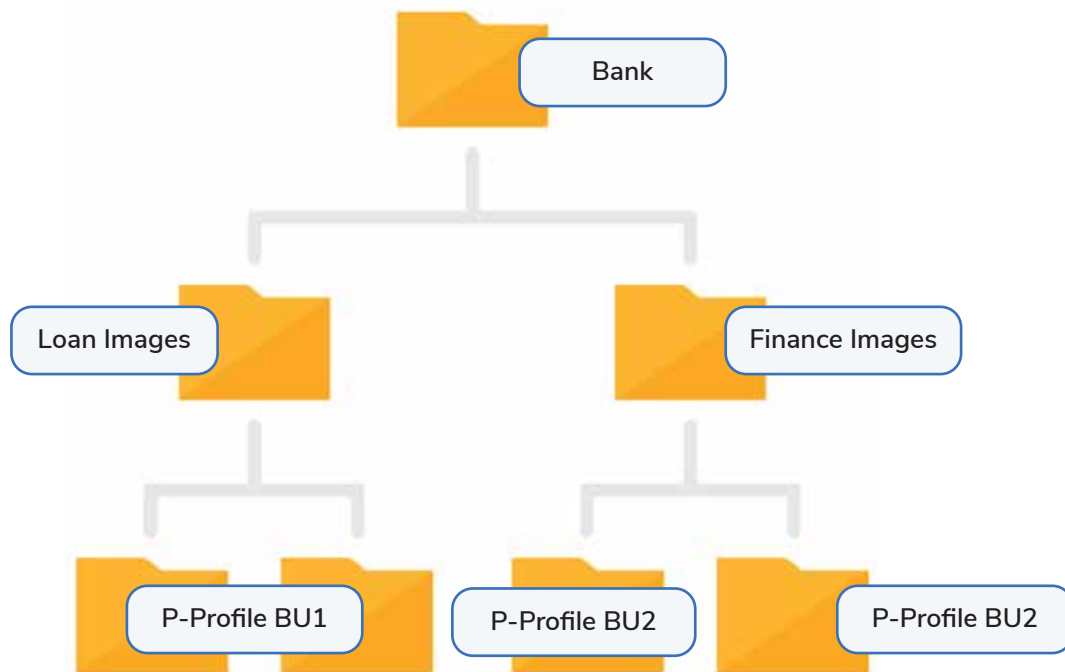 Bank
Loan Images
Finance Images
P-Profile BU1
P-Profile BU2
P-Profile BU2